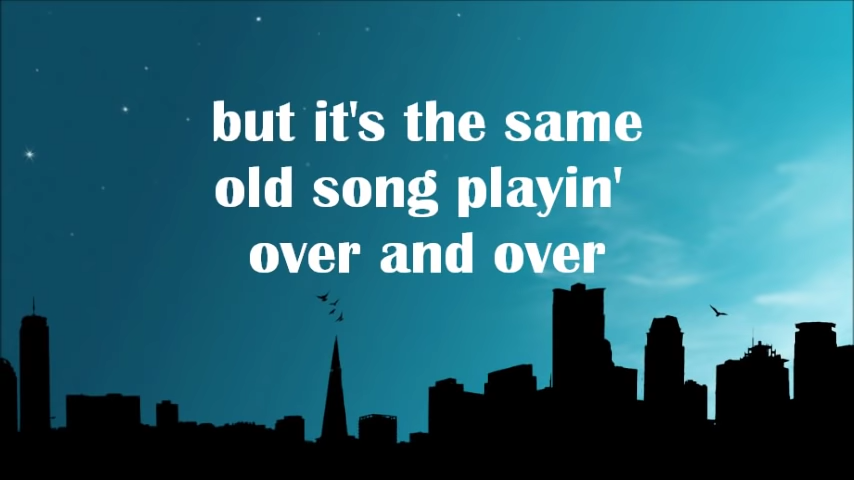 but it's the same
old song playin'
over and over